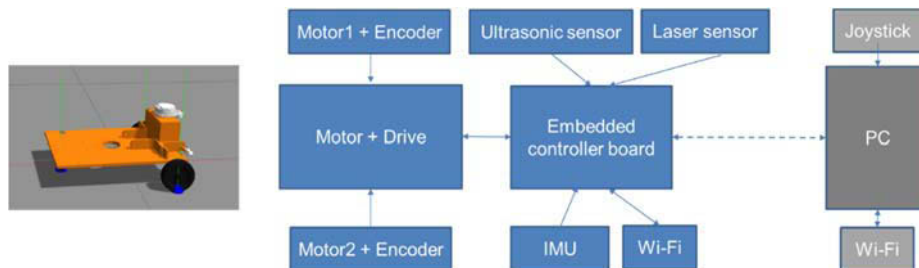 Motor1 + Encoder
Ultrasonic sensor
Laser sensor
Joystick
Motor + Drive
Embedded
controller board
PC
Motor2 + Encoder
IMU
Wi-Fi
Wi-Fi